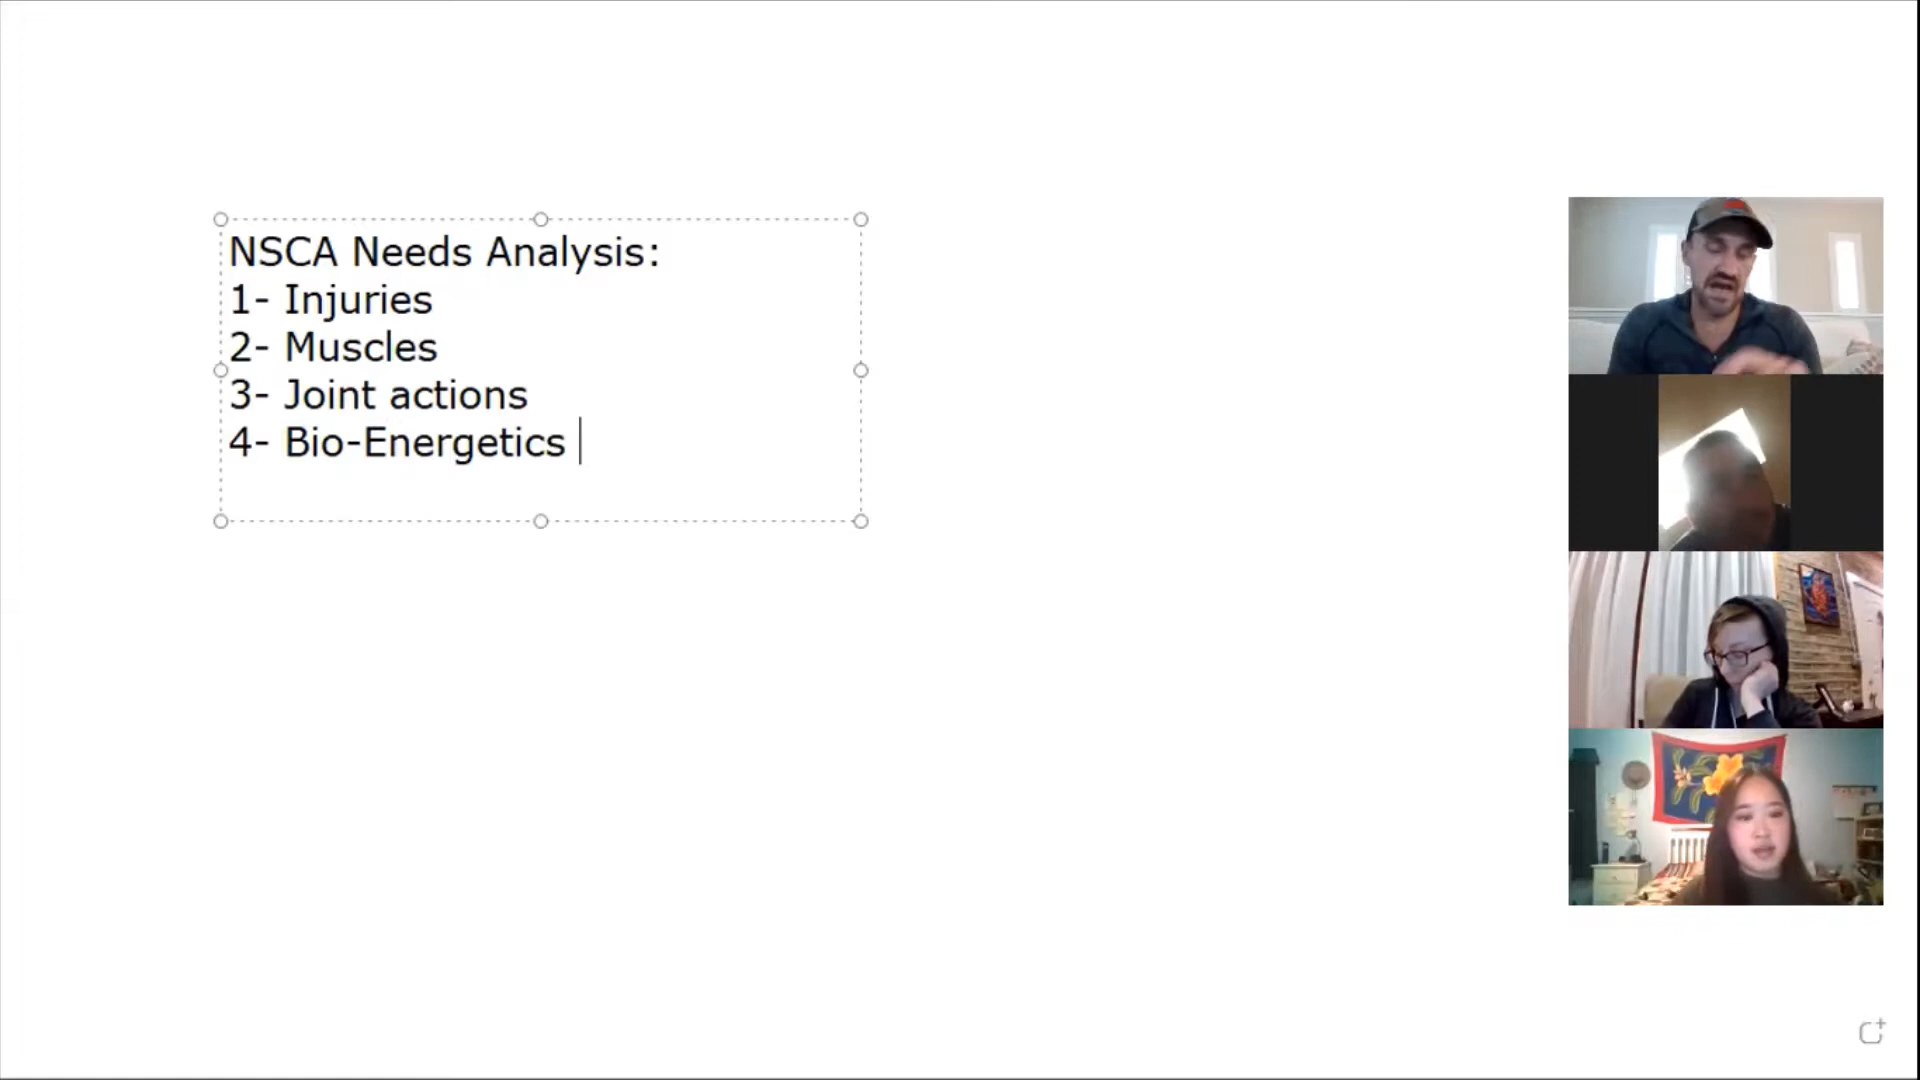 NSCA Needs Analysis:
1- Injuries
2- Muscles
3- Joint actions
4- Bio-Energetics